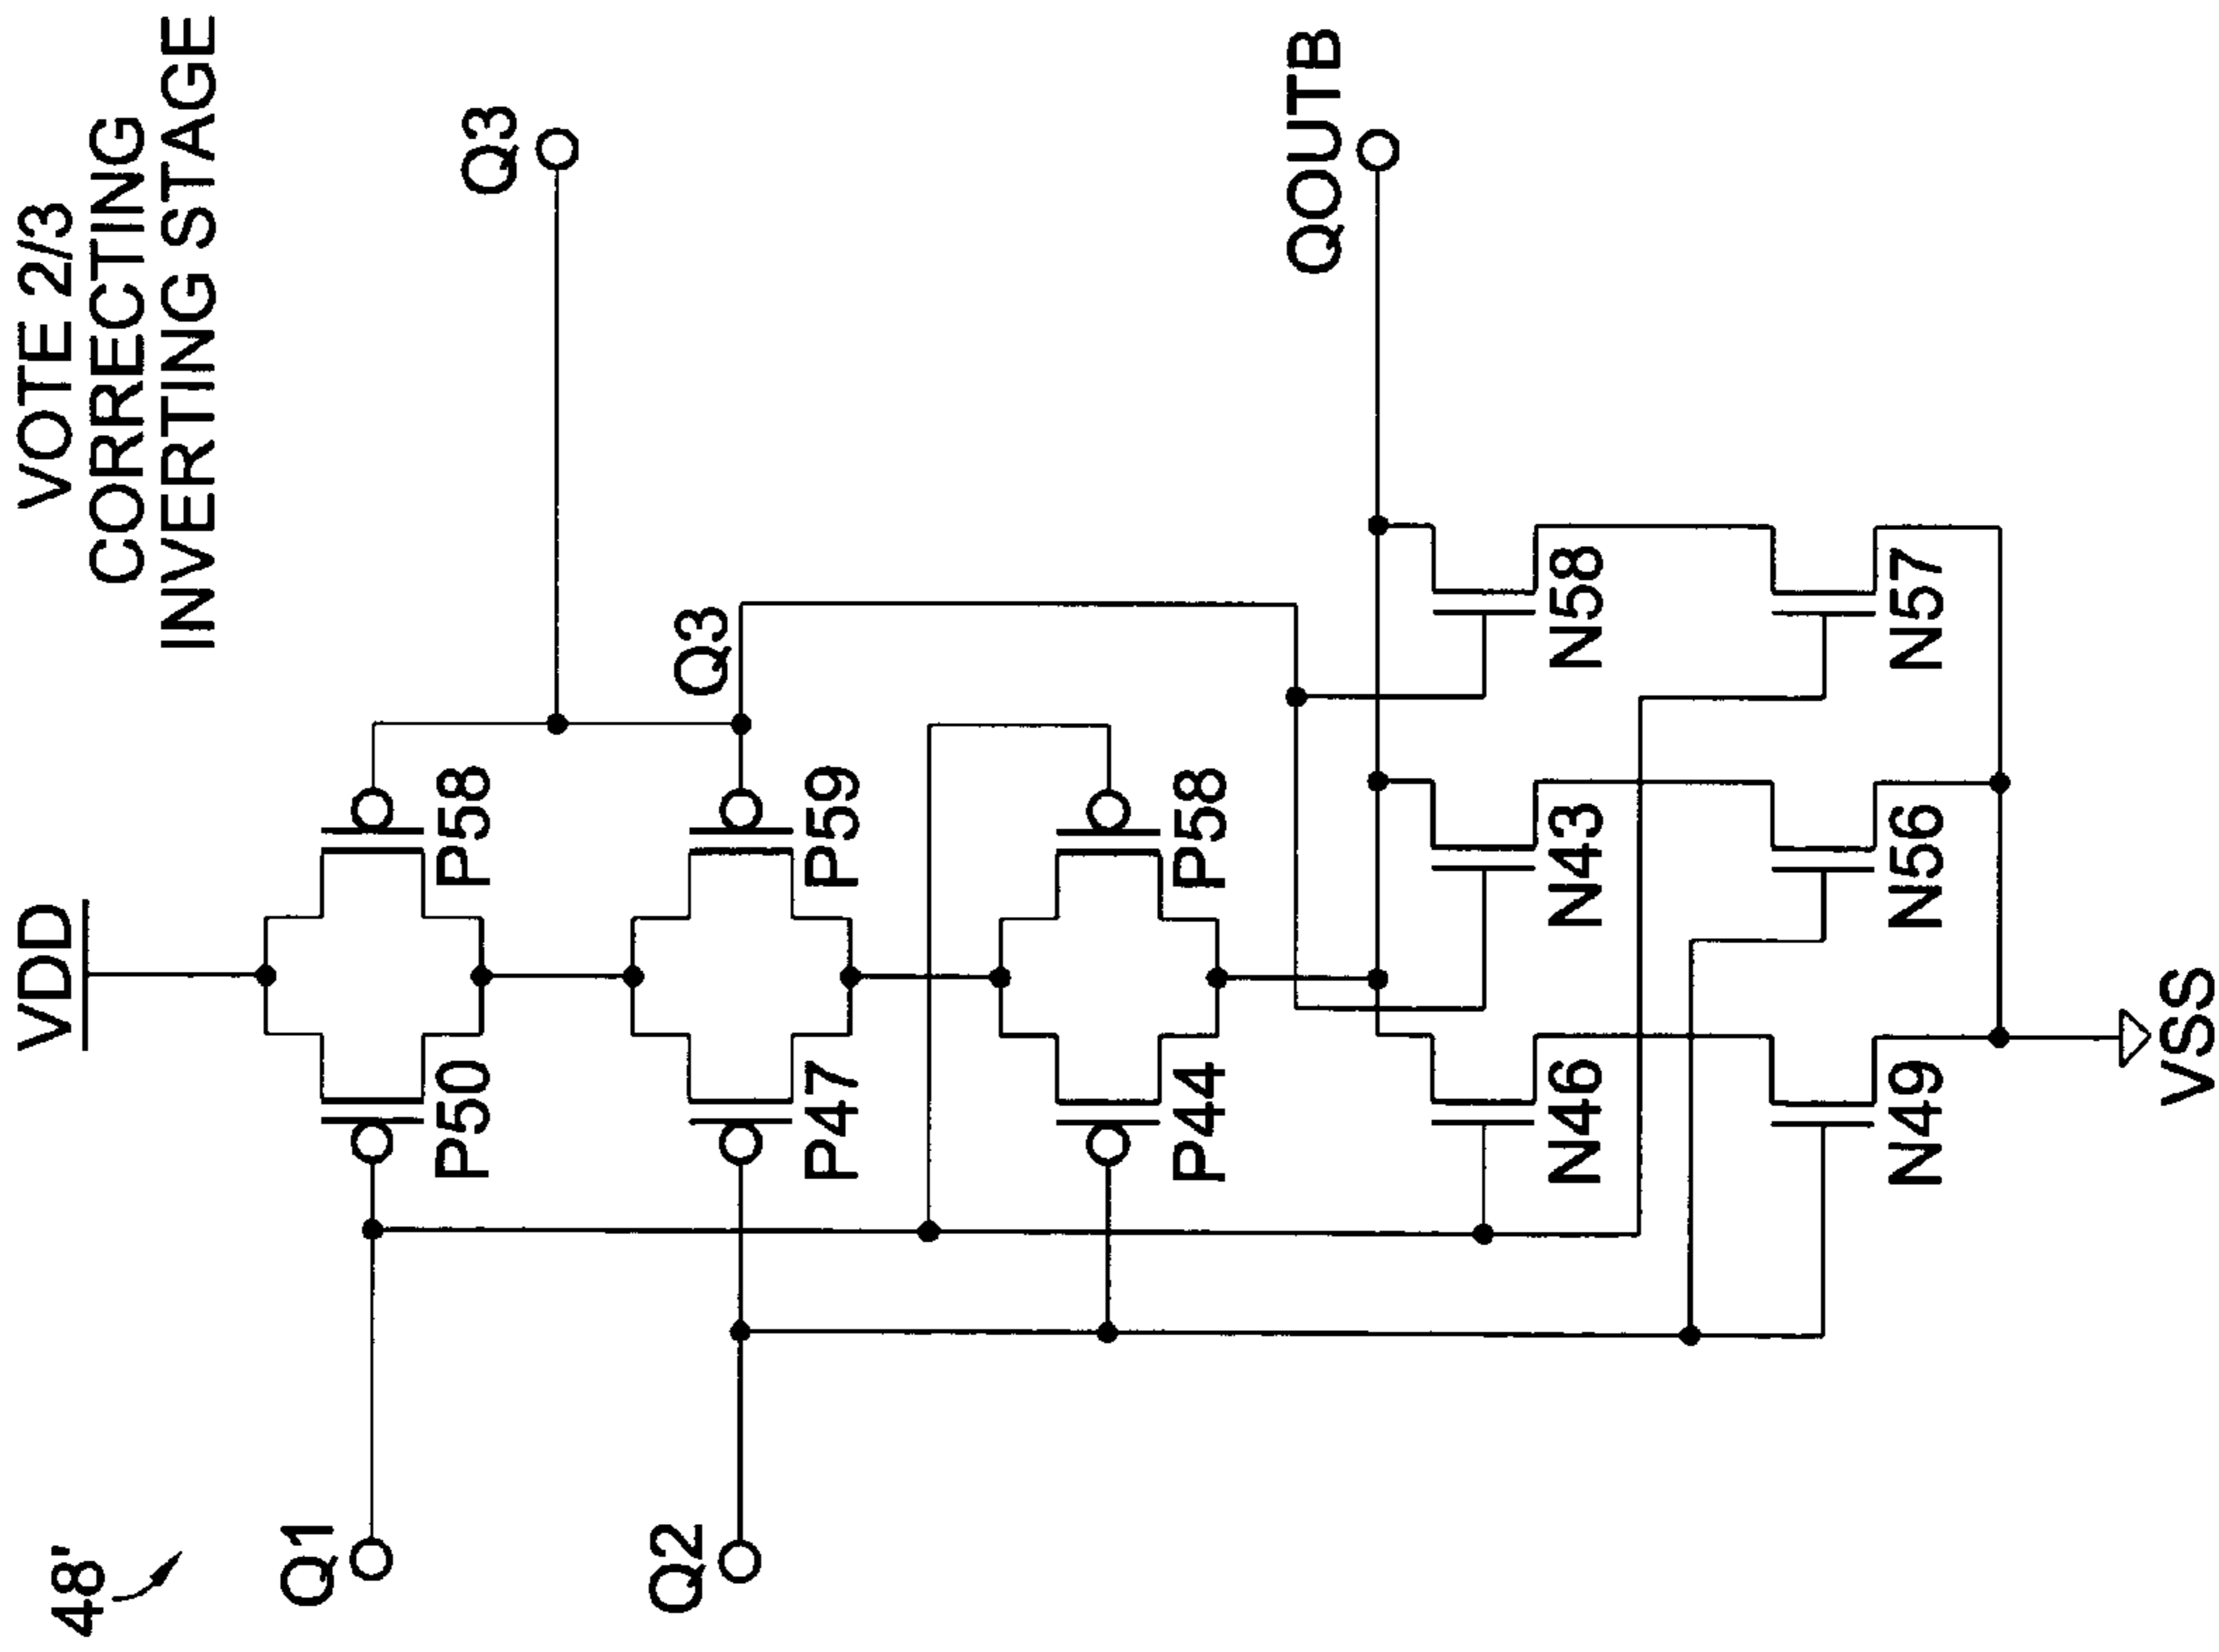 VOTE 2/3
CORRECTING
INVERTING STAGE
48'
VDD
Q1
Q3
P50
P58
Q2
Q3
P47
P59
P44
P58
QOUTB
N46
N43
N58
N49
N56
N57
VSS